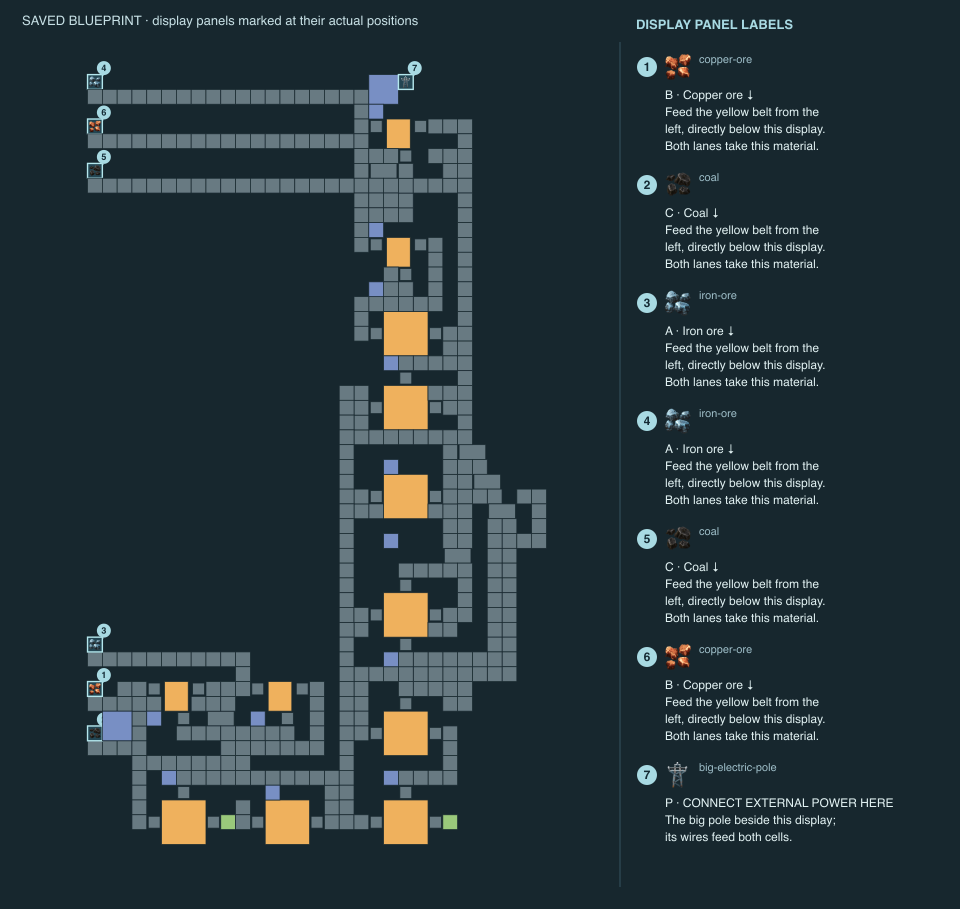 SAVED BLUEPRINT · display panels marked at their actual positions
4
7
6
5
3
1
DISPLAY PANEL LABELS
1
copper-ore
B · Copper ore ↓
Feed the yellow belt from the
left, directly below this display.
Both lanes take this material.
2
coal
C · Coal ↓
Feed the yellow belt from the
left, directly below this display.
Both lanes take this material.
3
iron-ore
A · Iron ore ↓
Feed the yellow belt from the
left, directly below this display.
Both lanes take this material.
4
iron-ore
A · Iron ore ↓
Feed the yellow belt from the
left, directly below this display.
Both lanes take this material.
5
coal
C · Coal ↓
Feed the yellow belt from the
left, directly below this display.
Both lanes take this material.
6
copper-ore
B · Copper ore ↓
Feed the yellow belt from the
left, directly below this display.
Both lanes take this material.
7
big-electric-pole
P · CONNECT EXTERNAL POWER HERE
The big pole beside this display;
its wires feed both cells.